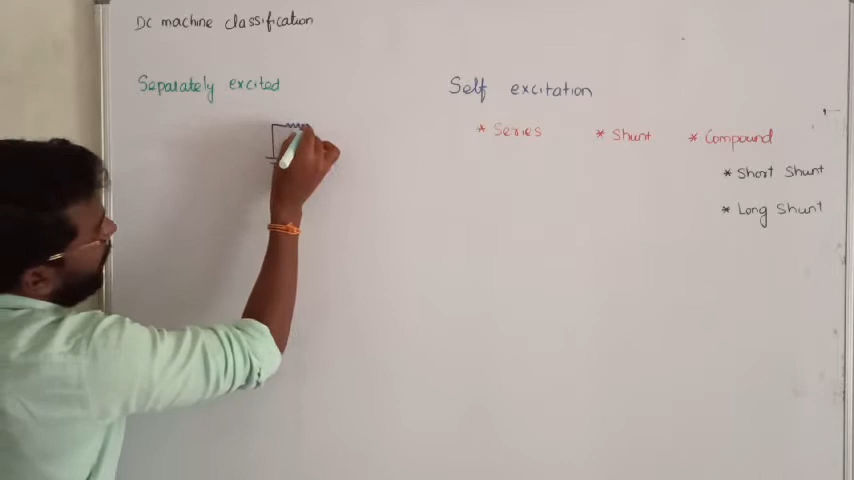 Dc machine classification
Separately excited
Self excitation
* Series * Shunt * Compound
* Short Shunt
* Long Shunt